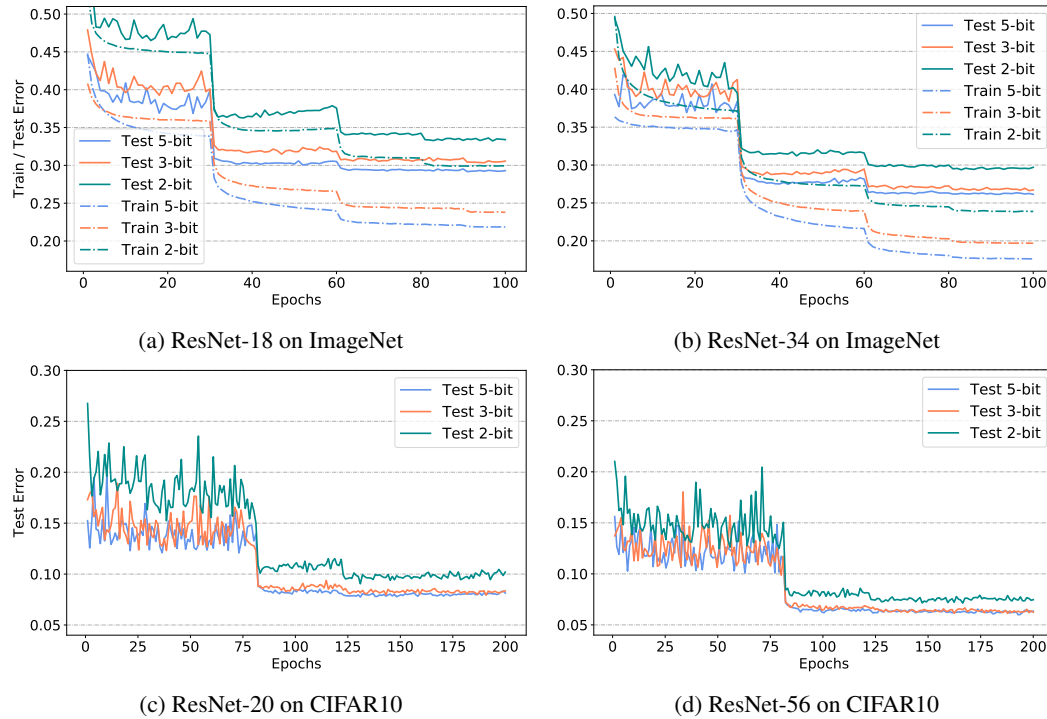 0.50
0.45
0.40
0.35
0.30
0.25
0.20
Train / Test Error
Test 5-bit
Test 3-bit
Test 2-bit
Train 5-bit
Train 3-bit
Train 2-bit
0 20 40 60 80 100
Epochs
(a) ResNet-18 on ImageNet
0.50
0.45
0.40
0.35
0.30
0.25
0.20
Test 5-bit
Test 3-bit
Test 2-bit
Train 5-bit
Train 3-bit
Train 2-bit
0 20 40 60 80 100
Epochs
(b) ResNet-34 on ImageNet
0.30
0.25
0.20
0.15
0.10
0.05
Test Error
Test 5-bit
Test 3-bit
Test 2-bit
0 25 50 75 100 125 150 175 200
Epochs
(c) ResNet-20 on CIFAR10
0.30
0.25
0.20
0.15
0.10
0.05
Test 5-bit
Test 3-bit
Test 2-bit
0 25 50 75 100 125 150 175 200
Epochs
(d) ResNet-56 on CIFAR10